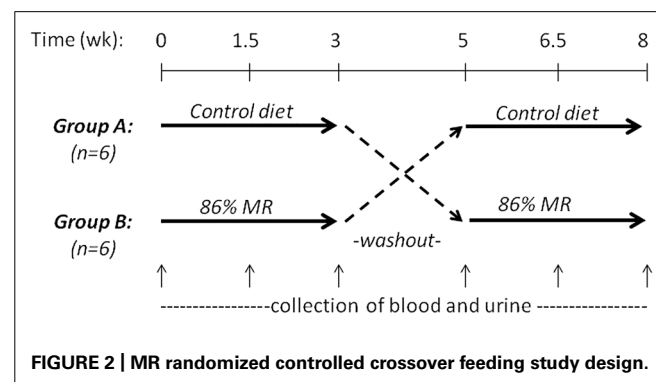 Time (wk): 0 1.5 3 5 6.5 8
Group A: Control diet Control diet
(n=6)
Group B: 86% MR 86% MR
(n=6) -washout-
--------------------collection of blood and urine ---------------
FIGURE 2 | MR randomized controlled crossover feeding study design.